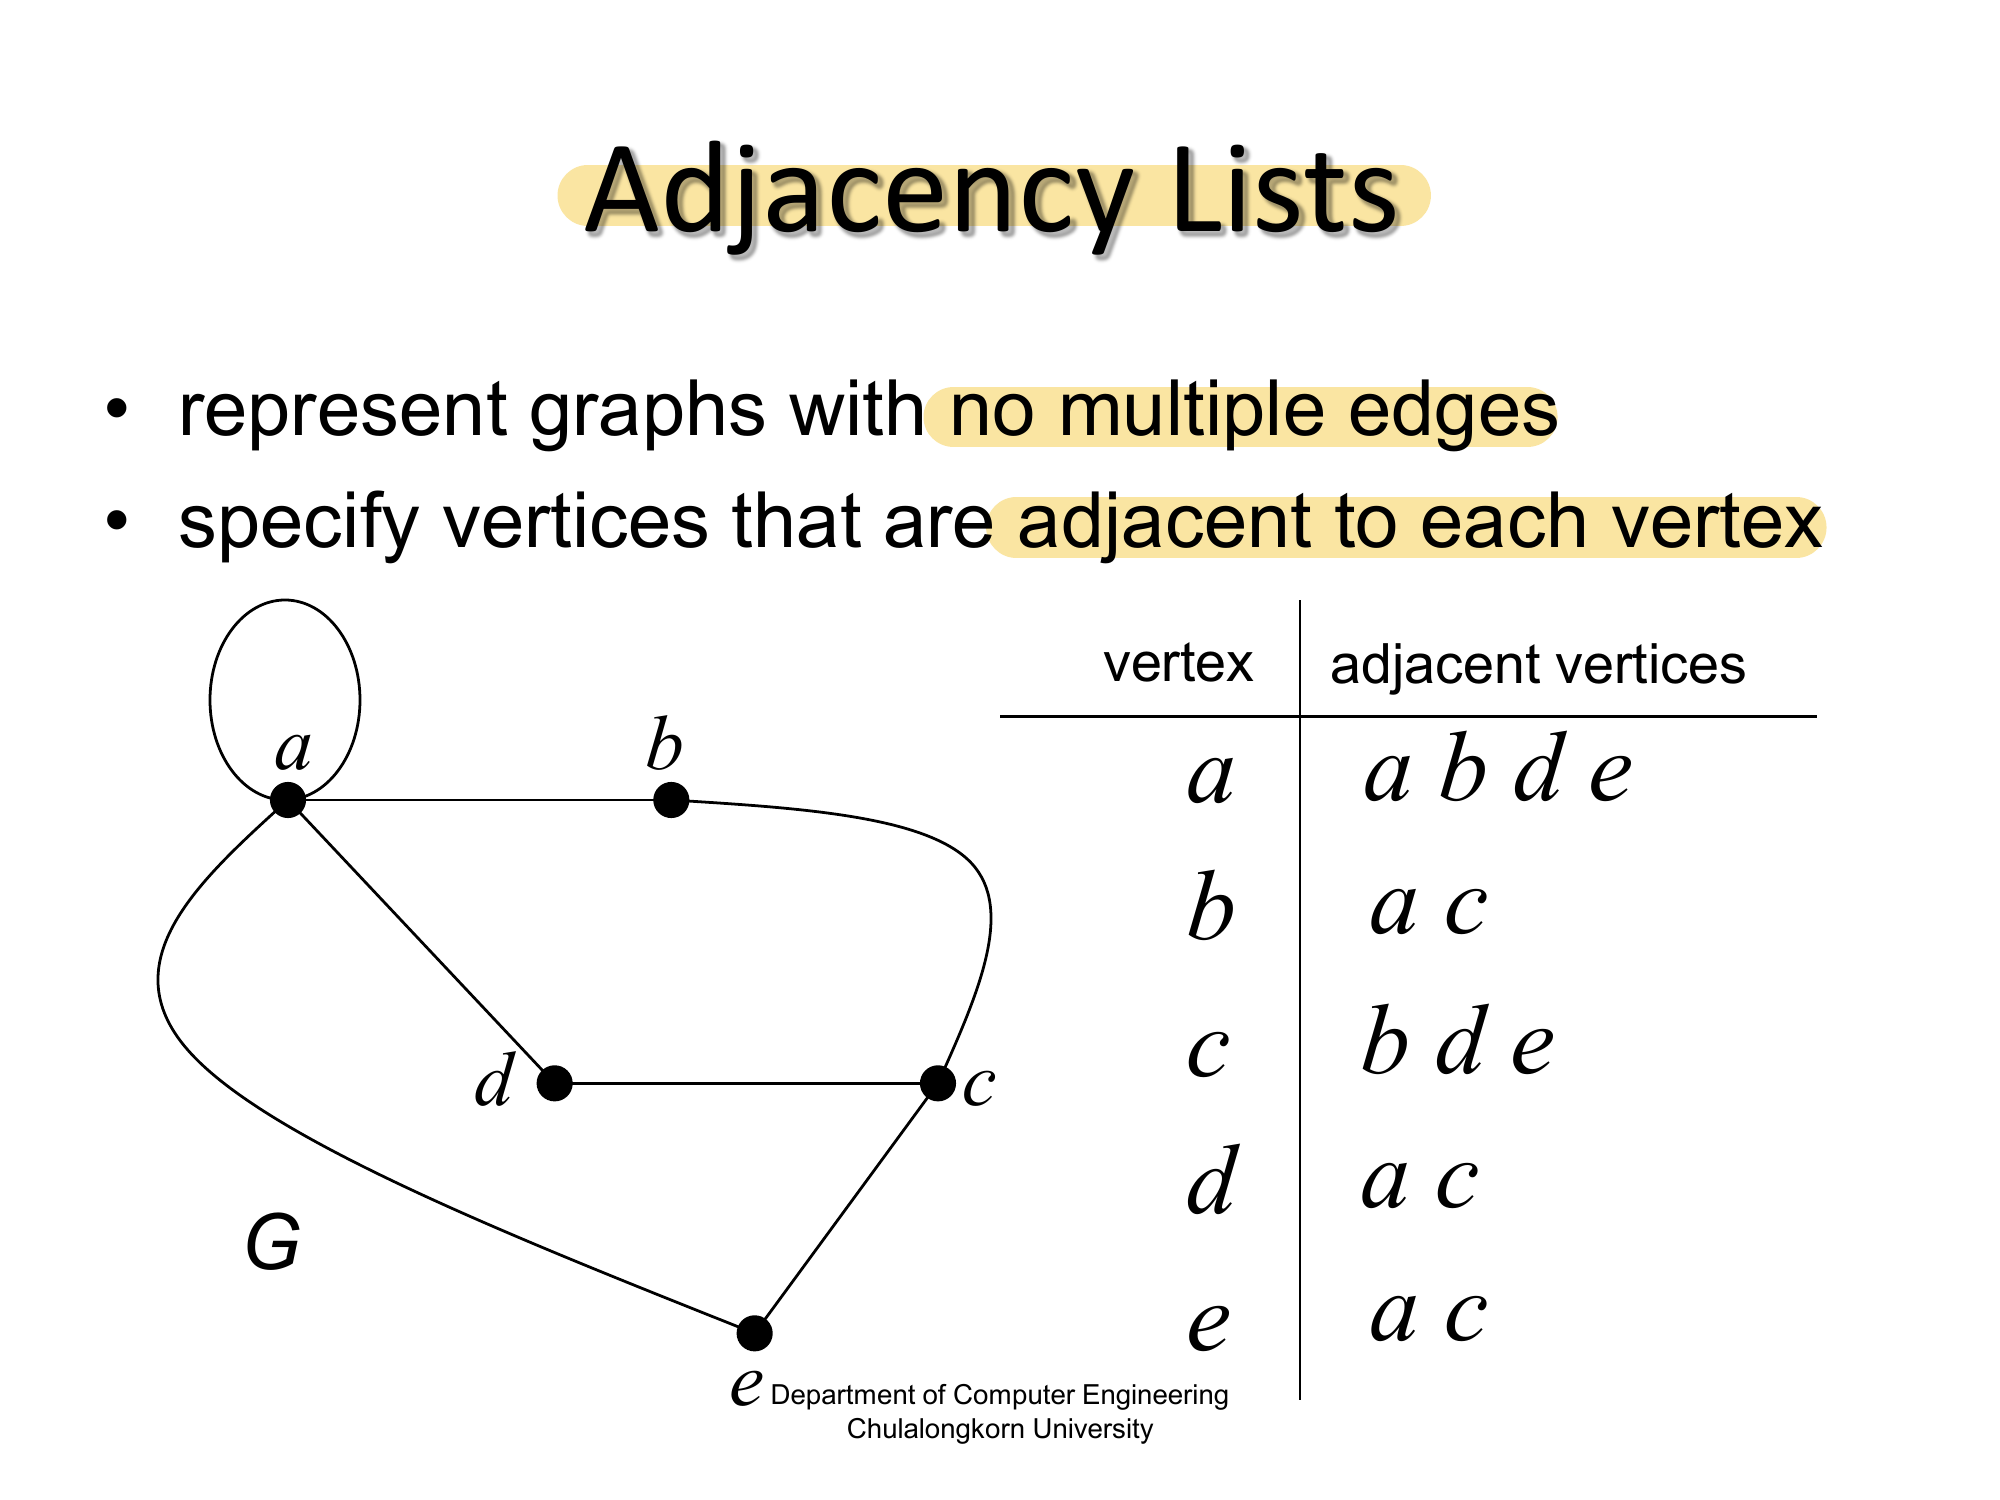 Adjacency Lists
• represent graphs with no multiple edges
• specify vertices that are adjacent to each vertex
a
b
d
c
G
e
vertex adjacent vertices
a a b d e
b a c
c b d e
d a c
e a c
Department of Computer Engineering
Chulalongkorn University